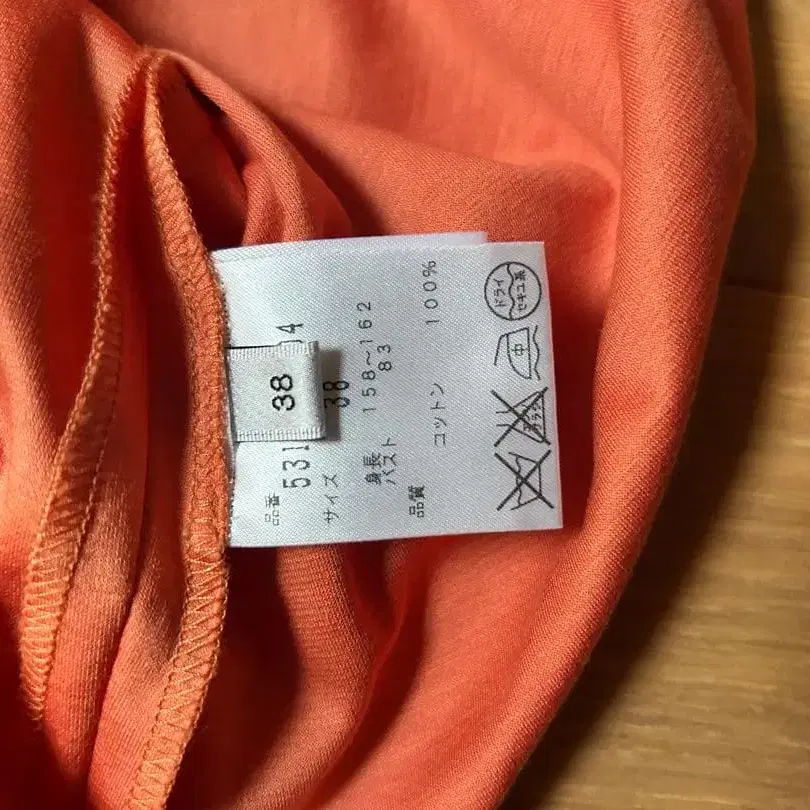 品番 531 04
38
サイズ 38
身長 158〜162
バスト 83
品質 コットン 100%
中
ドライ
セキユ系